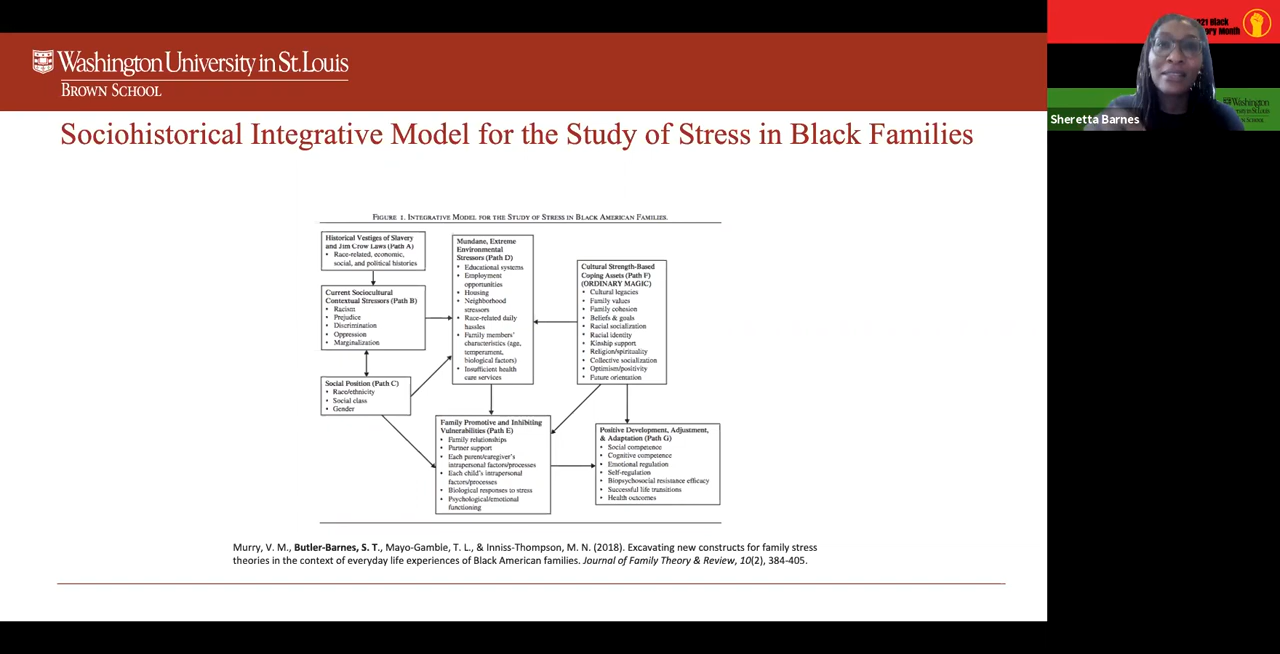 Washington University in St. Louis
BROWN SCHOOL
Sociohistorical Integrative Model for the Study of Stress in Black Families
FIGURE 1. INTEGRATIVE MODEL FOR THE STUDY OF STRESS IN BLACK AMERICAN FAMILIES.
Historical Vestiges of Slavery
and Jim Crow Laws (Path A)
• Race-related, economic,
social, and political histories
Current Sociocultural
Contextual Stressors (Path B)
• Racism
• Prejudice
• Discrimination
• Oppression
• Marginalization
Social Position (Path C)
• Race/ethnicity
• Social class
• Gender
Mundane, Extreme
Environmental
Stressors (Path D)
• Educational systems
• Employment
opportunities
• Housing
• Neighborhood
stressors
• Race-related daily
hassles
• Family members'
characteristics (age,
temperament,
biological factors)
• Insufficient health
care services
Cultural Strength-Based
Coping Assets (Path F)
(ORDINARY MAGIC)
• Cultural legacies
• Family values
• Family cohesion
• Beliefs & goals
• Racial socialization
• Racial identity
• Kinship support
• Religion/spirituality
• Collective socialization
• Optimism/positivity
• Future orientation
Family Promotive and Inhibiting
Vulnerabilities (Path E)
• Family relationships
• Partner support
• Each parent/caregiver's
intrapersonal factors/processes
• Each child's intrapersonal
factors/processes
• Biological responses to stress
• Psychological/emotional
functioning
Positive Development, Adjustment,
& Adaptation (Path G)
• Social competence
• Cognitive competence
• Emotional regulation
• Self-regulation
• Biopsychosocial resistance efficacy
• Successful life transitions
• Health outcomes
Murry, V. M., Butler-Barnes, S. T., Mayo-Gamble, T. L., & Inniss-Thompson, M. N. (2018). Excavating new constructs for family stress
theories in the context of everyday life experiences of Black American families. Journal of Family Theory & Review, 10(2), 384-405.
Black
Month
Washington
Sheretta Barnes